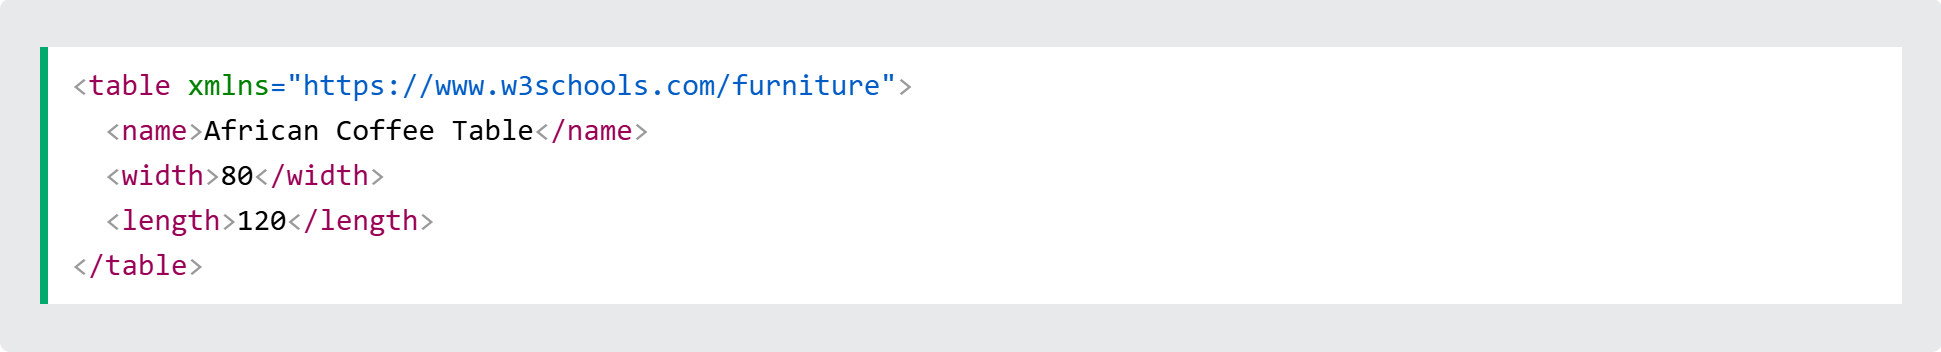 <table xmlns="https://www.w3schools.com/furniture">
  <name>African Coffee Table</name>
  <width>80</width>
  <length>120</length>
</table>